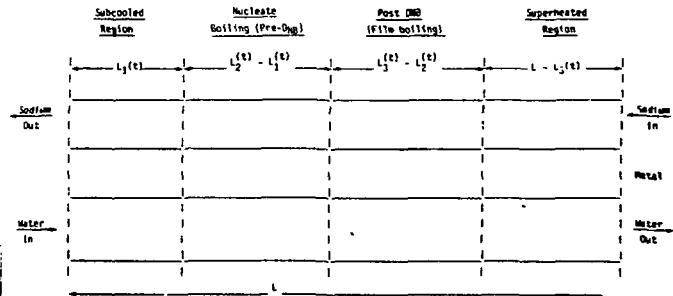 Subcooled Region
Nucleate Boiling (Pre-DNB)
Post DNB (Film boiling)
Superheated Region
L1(t)
L2(t) - L1(t)
L3(t) - L2(t)
L - L3(t)
Sodium Out
Sodium In
Metal
Water In
Water Out
L